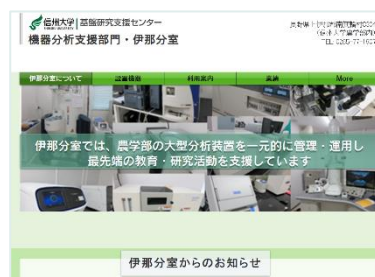 信州大学 基盤研究支援センター
機器分析支援部門・伊那分室
伊那分室について 設置機器 利用案内 業績 More
伊那分室では、農学部の大型分析装置を一元的に管理・運用し
最先端の教育・研究活動を支援しています
伊那分室からのお知らせ